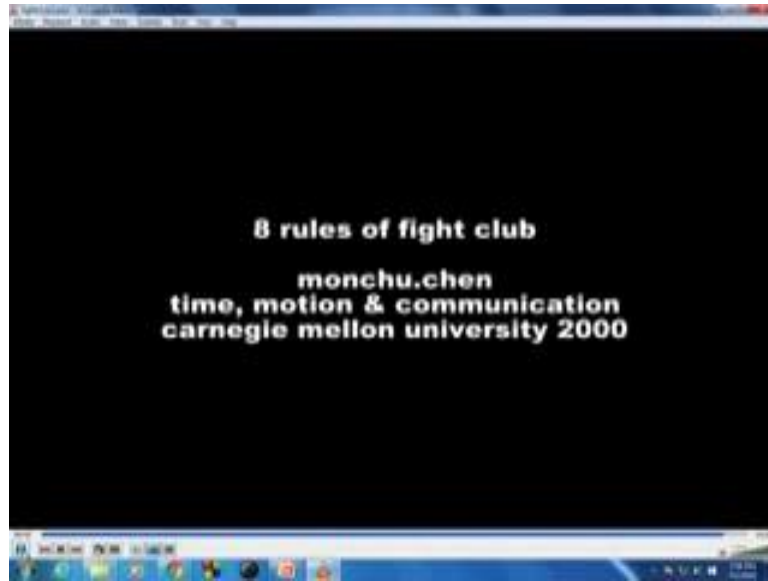 8 rules of fight club
monchu.chen
time, motion & communication
carnegie mellon university 2000